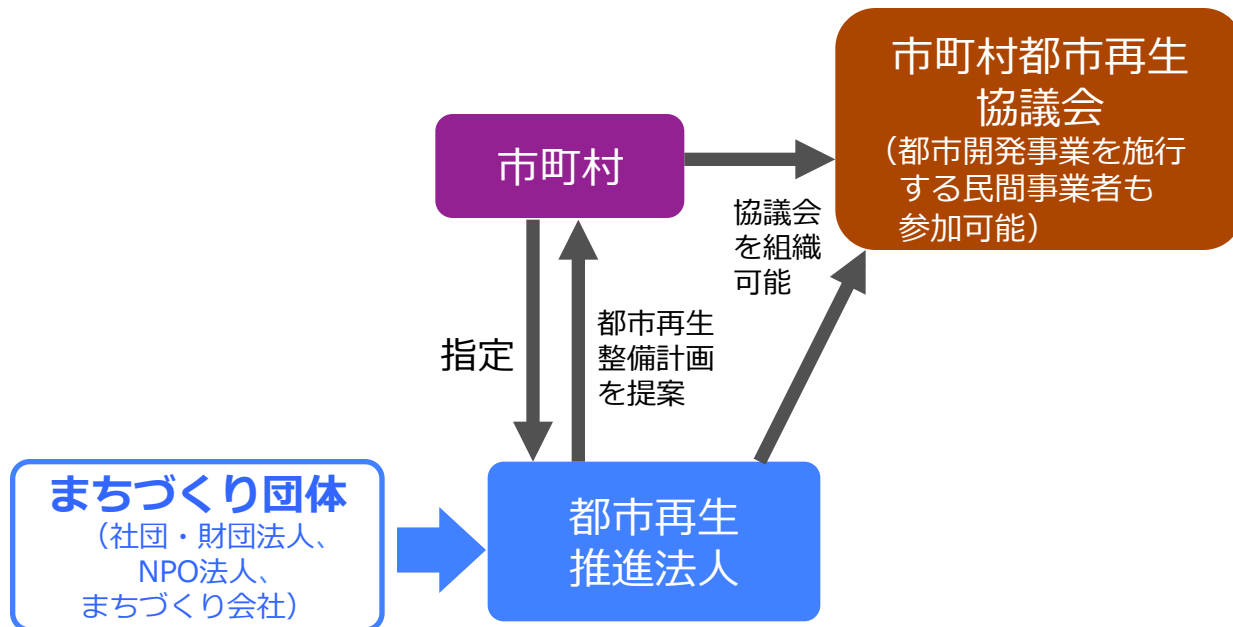 市町村都市再生
協議会
（都市開発事業を施行
する民間事業者も
参加可能）
市町村
協議会
を組織
可能
指定
都市再生
整備計画
を提案
まちづくり団体
（社団・財団法人、
NPO法人、
まちづくり会社）
都市再生
推進法人